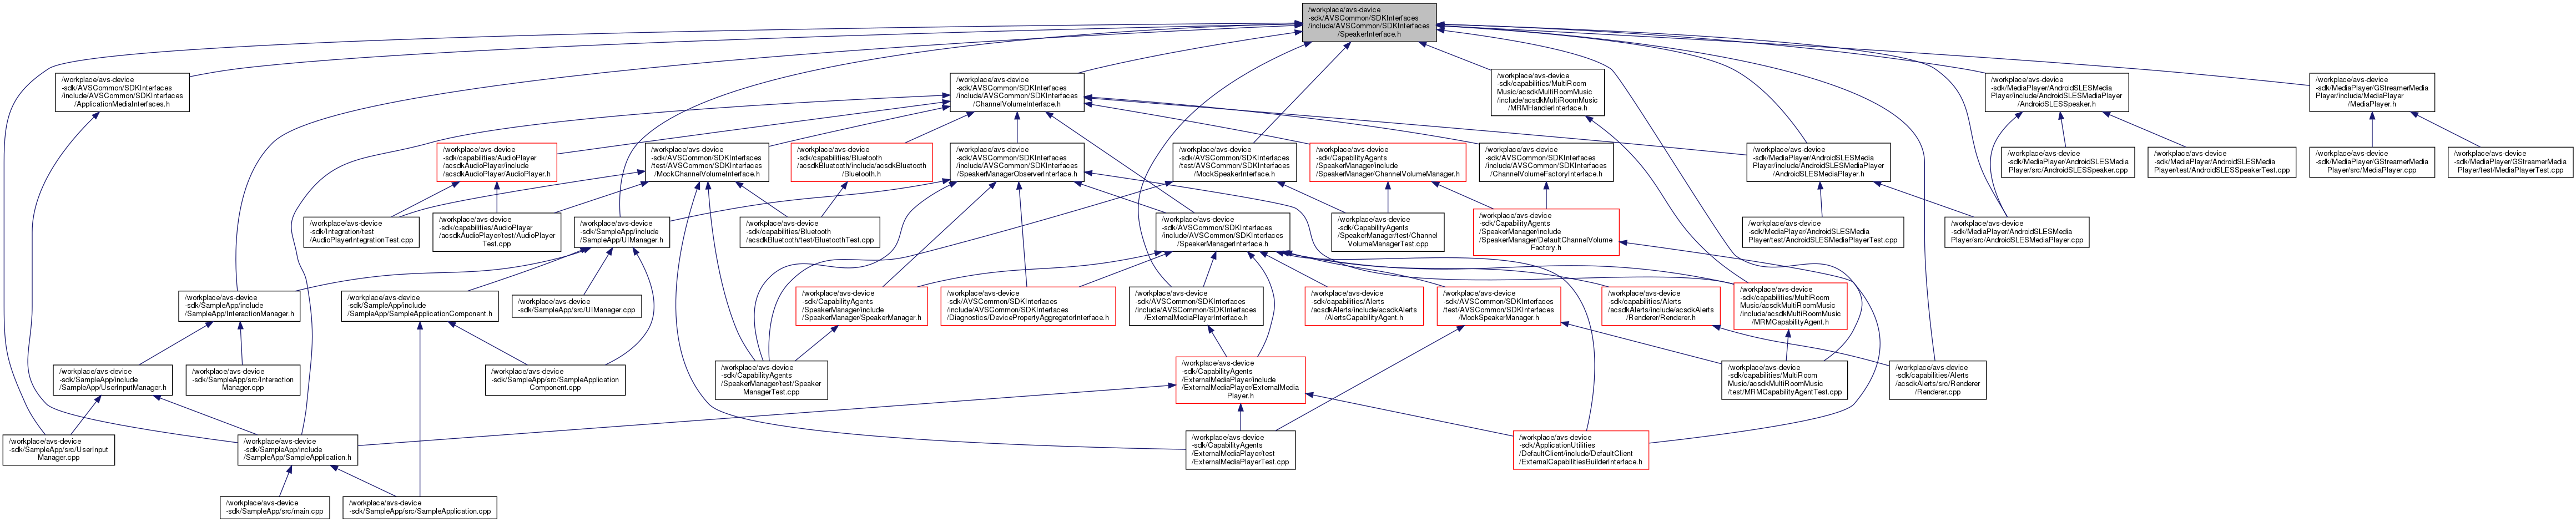 /workplace/avs-device
-sdk/AVSCommon/SDKInterfaces
/include/AVSCommon/SDKInterfaces
/SpeakerInterface.h
/workplace/avs-device
-sdk/AVSCommon/SDKInterfaces
/include/AVSCommon/SDKInterfaces
/ApplicationMediaInterfaces.h
/workplace/avs-device
-sdk/AVSCommon/SDKInterfaces
/include/AVSCommon/SDKInterfaces
/ChannelVolumeInterface.h
/workplace/avs-device
-sdk/capabilities/MultiRoom
Music/acsdkMultiRoomMusic
/include/acsdkMultiRoomMusic
/MRMHandlerInterface.h
/workplace/avs-device
-sdk/MediaPlayer/AndroidSLESMedia
Player/include/AndroidSLESMediaPlayer
/AndroidSLESSpeaker.h
/workplace/avs-device
-sdk/MediaPlayer/GStreamerMedia
Player/include/MediaPlayer
/MediaPlayer.h
/workplace/avs-device
-sdk/capabilities/AudioPlayer
/acsdkAudioPlayer/include
/acsdkAudioPlayer/AudioPlayer.h
/workplace/avs-device
-sdk/AVSCommon/SDKInterfaces
/test/AVSCommon/SDKInterfaces
/MockChannelVolumeInterface.h
/workplace/avs-device
-sdk/capabilities/Bluetooth
/acsdkBluetooth/include/acsdkBluetooth
/Bluetooth.h
/workplace/avs-device
-sdk/AVSCommon/SDKInterfaces
/include/AVSCommon/SDKInterfaces
/SpeakerManagerObserverInterface.h
/workplace/avs-device
-sdk/AVSCommon/SDKInterfaces
/test/AVSCommon/SDKInterfaces
/MockSpeakerInterface.h
/workplace/avs-device
-sdk/CapabilityAgents
/SpeakerManager/include
/SpeakerManager/ChannelVolumeManager.h
/workplace/avs-device
-sdk/AVSCommon/SDKInterfaces
/include/AVSCommon/SDKInterfaces
/ChannelVolumeFactoryInterface.h
/workplace/avs-device
-sdk/MediaPlayer/AndroidSLESMedia
Player/include/AndroidSLESMediaPlayer
/AndroidSLESMediaPlayer.h
/workplace/avs-device
-sdk/MediaPlayer/AndroidSLESMedia
Player/src/AndroidSLESSpeaker.cpp
/workplace/avs-device
-sdk/MediaPlayer/AndroidSLESMedia
Player/test/AndroidSLESSpeakerTest.cpp
/workplace/avs-device
-sdk/MediaPlayer/GStreamerMedia
Player/src/MediaPlayer.cpp
/workplace/avs-device
-sdk/MediaPlayer/GStreamerMedia
Player/test/MediaPlayerTest.cpp
/workplace/avs-device
-sdk/Integration/test
/AudioPlayerIntegrationTest.cpp
/workplace/avs-device
-sdk/capabilities/AudioPlayer
/acsdkAudioPlayer/test/AudioPlayer
Test.cpp
/workplace/avs-device
-sdk/SampleApp/include
/SampleApp/UIManager.h
/workplace/avs-device
-sdk/capabilities/Bluetooth
/acsdkBluetooth/test/BluetoothTest.cpp
/workplace/avs-device
-sdk/AVSCommon/SDKInterfaces
/include/AVSCommon/SDKInterfaces
/SpeakerManagerInterface.h
/workplace/avs-device
-sdk/CapabilityAgents
/SpeakerManager/test/Channel
VolumeManagerTest.cpp
/workplace/avs-device
-sdk/CapabilityAgents
/SpeakerManager/include
/SpeakerManager/DefaultChannelVolume
Factory.h
/workplace/avs-device
-sdk/MediaPlayer/AndroidSLESMedia
Player/test/AndroidSLESMediaPlayerTest.cpp
/workplace/avs-device
-sdk/MediaPlayer/AndroidSLESMedia
Player/src/AndroidSLESMediaPlayer.cpp
/workplace/avs-device
-sdk/SampleApp/include
/SampleApp/InteractionManager.h
/workplace/avs-device
-sdk/SampleApp/include
/SampleApp/SampleApplicationComponent.h
/workplace/avs-device
-sdk/SampleApp/src/UIManager.cpp
/workplace/avs-device
-sdk/CapabilityAgents
/SpeakerManager/include
/SpeakerManager/SpeakerManager.h
/workplace/avs-device
-sdk/AVSCommon/SDKInterfaces
/include/AVSCommon/SDKInterfaces
/Diagnostics/DevicePropertyAggregatorInterface.h
/workplace/avs-device
-sdk/AVSCommon/SDKInterfaces
/include/AVSCommon/SDKInterfaces
/ExternalMediaPlayerInterface.h
/workplace/avs-device
-sdk/capabilities/Alerts
/acsdkAlerts/include/acsdkAlerts
/AlertsCapabilityAgent.h
/workplace/avs-device
-sdk/AVSCommon/SDKInterfaces
/test/AVSCommon/SDKInterfaces
/MockSpeakerManager.h
/workplace/avs-device
-sdk/capabilities/Alerts
/acsdkAlerts/include/acsdkAlerts
/Renderer/Renderer.h
/workplace/avs-device
-sdk/capabilities/MultiRoom
Music/acsdkMultiRoomMusic
/include/acsdkMultiRoomMusic
/MRMCapabilityAgent.h
/workplace/avs-device
-sdk/SampleApp/include
/SampleApp/UserInputManager.h
/workplace/avs-device
-sdk/SampleApp/src/Interaction
Manager.cpp
/workplace/avs-device
-sdk/SampleApp/src/SampleApplication
Component.cpp
/workplace/avs-device
-sdk/CapabilityAgents
/SpeakerManager/test/Speaker
ManagerTest.cpp
/workplace/avs-device
-sdk/CapabilityAgents
/ExternalMediaPlayer/include
/ExternalMediaPlayer/ExternalMedia
Player.h
/workplace/avs-device
-sdk/capabilities/MultiRoom
Music/acsdkMultiRoomMusic
/test/MRMCapabilityAgentTest.cpp
/workplace/avs-device
-sdk/capabilities/Alerts
/acsdkAlerts/src/Renderer
/Renderer.cpp
/workplace/avs-device
-sdk/SampleApp/src/UserInput
Manager.cpp
/workplace/avs-device
-sdk/SampleApp/include
/SampleApp/SampleApplication.h
/workplace/avs-device
-sdk/CapabilityAgents
/ExternalMediaPlayer/test
/ExternalMediaPlayerTest.cpp
/workplace/avs-device
-sdk/ApplicationUtilities
/DefaultClient/include/DefaultClient
/ExternalCapabilitiesBuilderInterface.h
/workplace/avs-device
-sdk/SampleApp/src/main.cpp
/workplace/avs-device
-sdk/SampleApp/src/SampleApplication.cpp